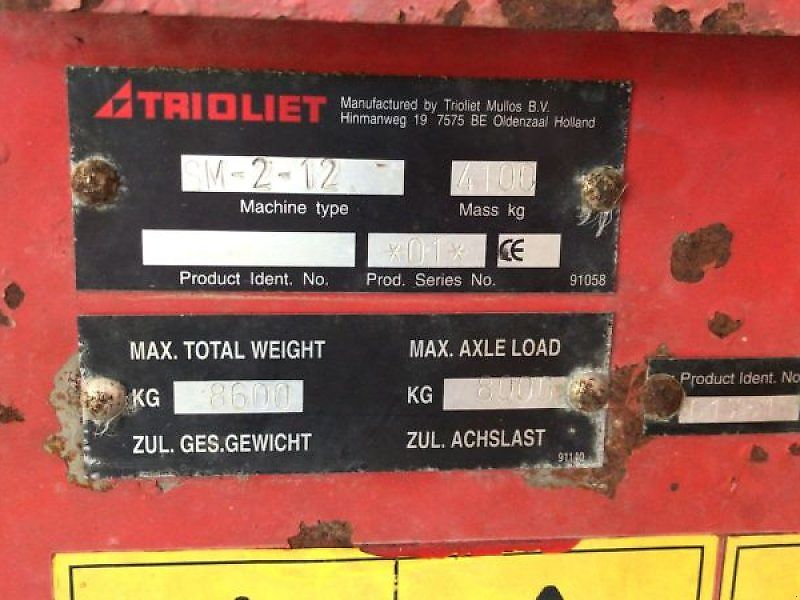 TRIOLIET
Manufactured by Trioliet Mullos B.V.
Hinmanweg 19 7575 BE Oldenzaal Holland
SM-2-12
4100
Machine type
Mass kg
*01*
CE
Product Ident. No.
Prod. Series No.
91058
MAX. TOTAL WEIGHT
MAX. AXLE LOAD
KG 8600
KG 8000
ZUL. GES.GEWICHT
ZUL. ACHSLAST
91140
Product Ident. No